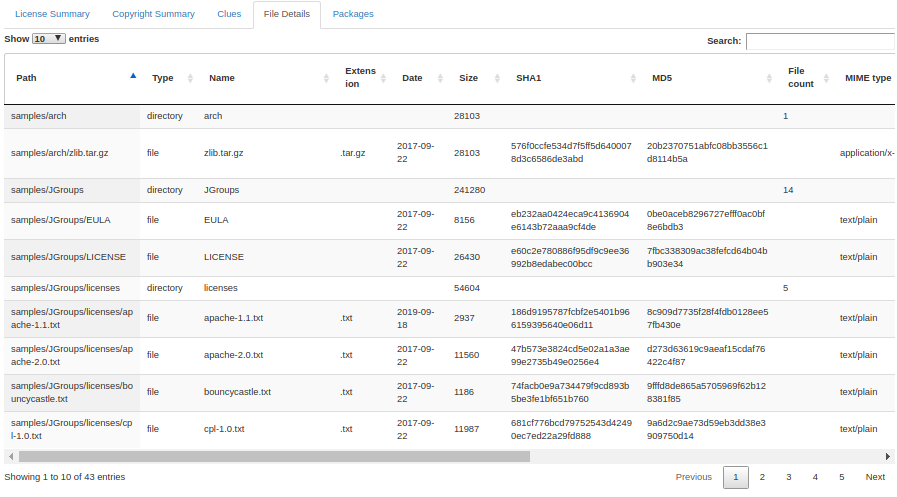 License Summary Copyright Summary Clues File Details Packages
Show 10 entries Search:
Path Type Name Extension Date Size SHA1 MD5 File count MIME type
samples/arch directory arch 28103 1
samples/arch/zlib.tar.gz file zlib.tar.gz .tar.gz 2017-09-22 28103 576f0ccfe534d7f5ff5d6400078d3c6586de3abd 20b2370751abfc08bb3556c1d8114b5a application/x-
samples/JGroups directory JGroups 241280 14
samples/JGroups/EULA file EULA 2017-09-22 8156 eb232aa0424eca9c4136904e6143b72aaa9cf4de 0be0aceb8296727efff0ac0bf8e6bdb3 text/plain
samples/JGroups/LICENSE file LICENSE 2017-09-22 26430 e60c2e780886f95df9c9ee36992b8edabec00bcc 7fbc338309ac38fefcd64b04bb903e34 text/plain
samples/JGroups/licenses directory licenses 54604 5
samples/JGroups/licenses/apache-1.1.txt file apache-1.1.txt .txt 2019-09-18 2937 186d9195787fcbf2e5401b966159395640e06d11 8c909d7735f28f4fdb0128ee57fb430e text/plain
samples/JGroups/licenses/apache-2.0.txt file apache-2.0.txt .txt 2017-09-22 11560 47b573e3824cd5e02a1a3ae99e2735b49e0256e4 d273d63619c9aeaf15cdaf76422c4f87 text/plain
samples/JGroups/licenses/bouncycastle.txt file bouncycastle.txt .txt 2017-09-22 1186 74facb0e9a734479f9cd893b5be3fe1bf651b760 9fffd8de865a5705969f62b128381f85 text/plain
samples/JGroups/licenses/cpl-1.0.txt file cpl-1.0.txt .txt 2017-09-22 11987 681cf776bcd79752543d42490ec7ed22a29fd888 9a6d2c9ae73d59eb3dd38e3909750d14 text/plain
Showing 1 to 10 of 43 entries Previous 1 2 3 4 5 Next